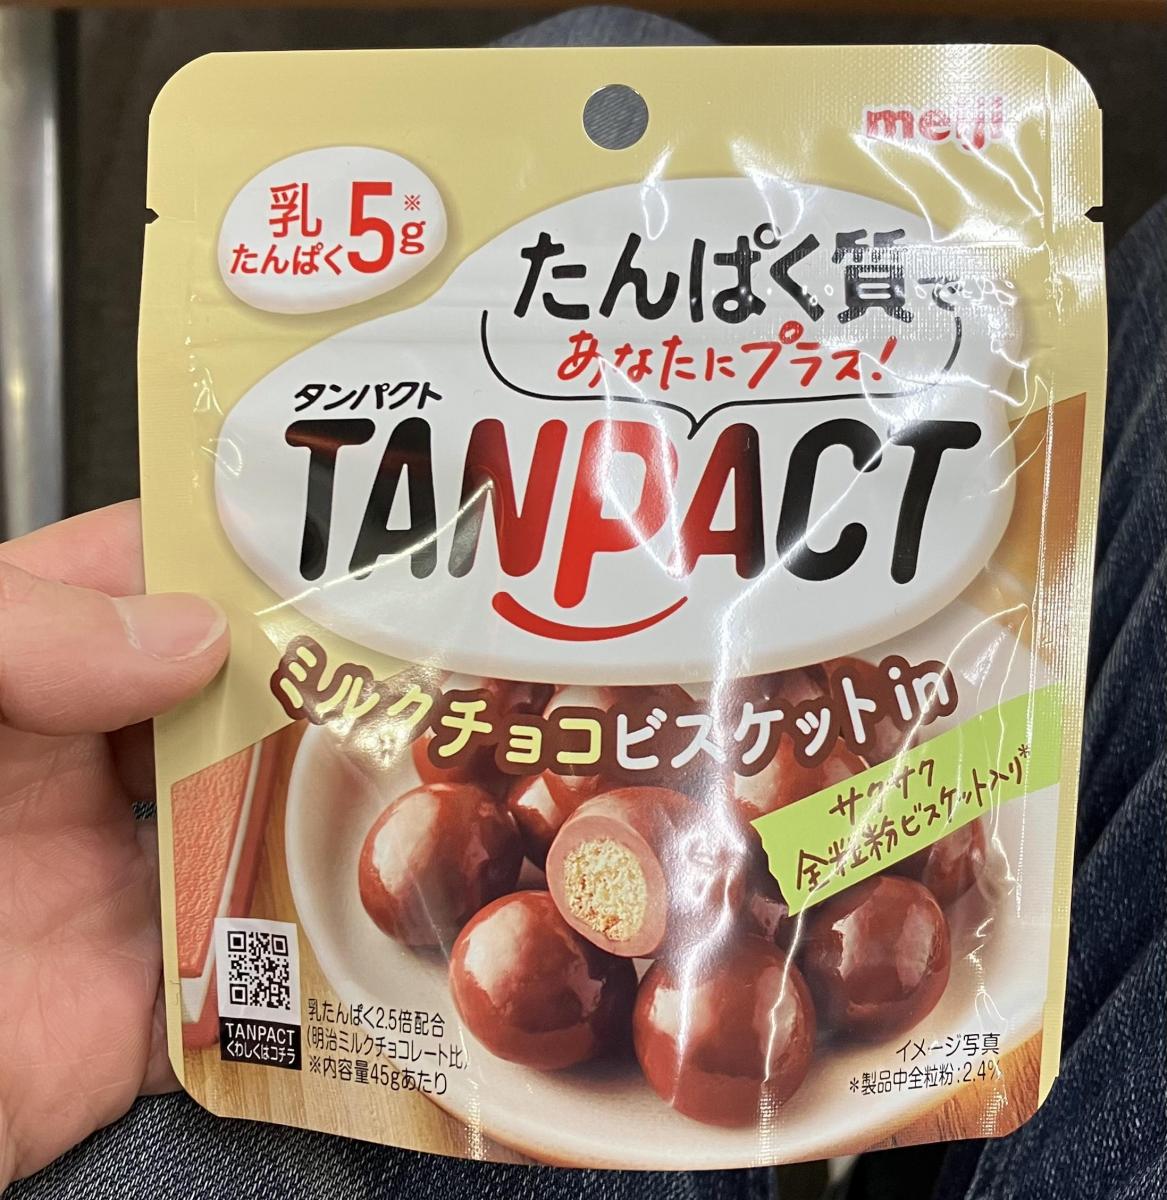 meiji
乳
たんぱく5g※
たんぱく質で
あなたにプラス!
タンパクト
TANPACT
ミルクチョコビスケットin
サクサク
全粒粉ビスケット入り*
TANPACT
くわしくはコチラ
乳たんぱく2.5倍配合
(明治ミルクチョコレート比)
※内容量45gあたり
イメージ写真
*製品中全粒粉:2.4%